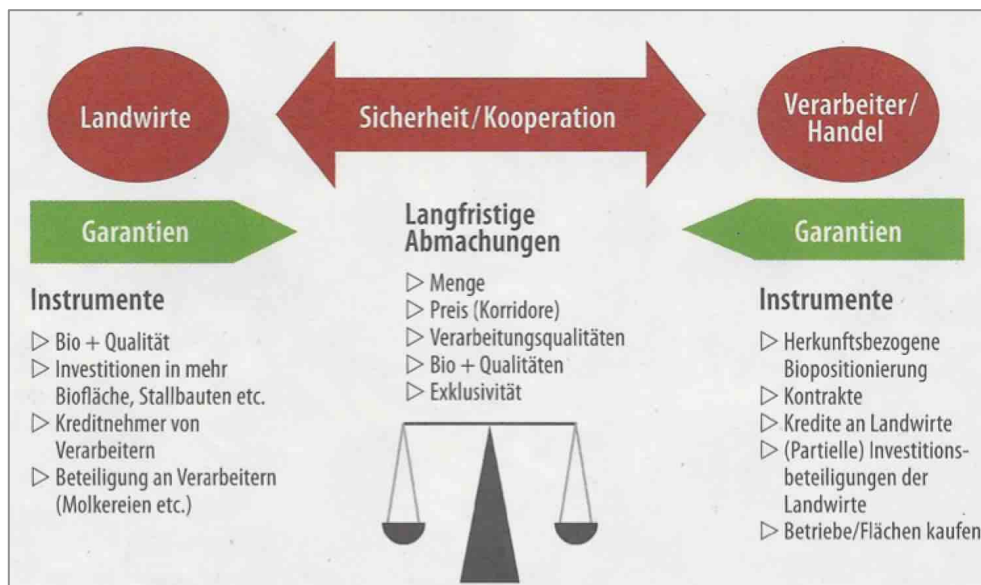 Landwirte
Sicherheit/Kooperation
Verarbeiter/
Handel
Garantien
Langfristige
Abmachungen
▷ Menge
▷ Preis (Korridore)
▷ Verarbeitungsqualitäten
▷ Bio + Qualitäten
▷ Exklusivität
Garantien
Instrumente
▷ Bio + Qualität
▷ Investitionen in mehr
Biofläche, Stallbauten etc.
▷ Kreditnehmer von
Verarbeitern
▷ Beteiligung an Verarbeitern
(Molkereien etc.)
Instrumente
▷ Herkunftsbezogene
Biopositionierung
▷ Kontrakte
▷ Kredite an Landwirte
▷ (Partielle) Investitions-
beteiligungen der
Landwirte
▷ Betriebe/Flächen kaufen